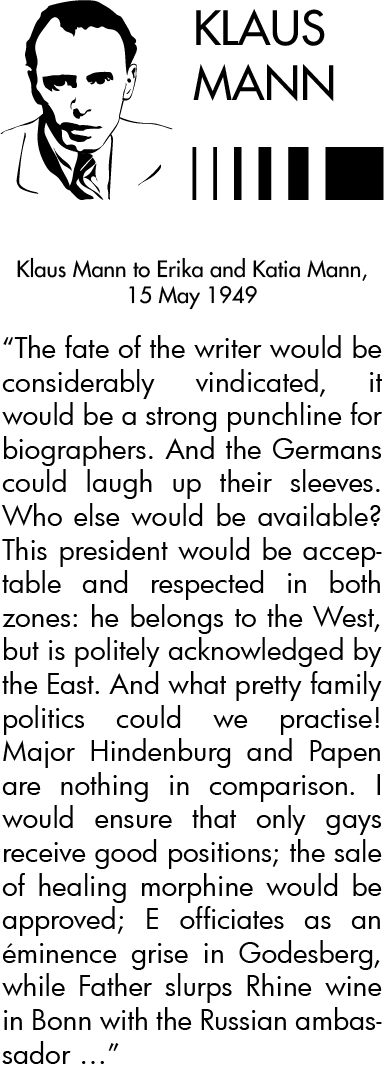 KLAUS
MANN
Klaus Mann to Erika and Katia Mann,
15 May 1949
“The fate of the writer would be
considerably vindicated, it
would be a strong punchline for
biographers. And the Germans
could laugh up their sleeves.
Who else would be available?
This president would be accep-
table and respected in both
zones: he belongs to the West,
but is politely acknowledged by
the East. And what pretty family
politics could we practise!
Major Hindenburg and Papen
are nothing in comparison. I
would ensure that only gays
receive good positions; the sale
of healing morphine would be
approved; E officiates as an
éminence grise in Godesberg,
while Father slurps Rhine wine
in Bonn with the Russian ambas-
sador ...”